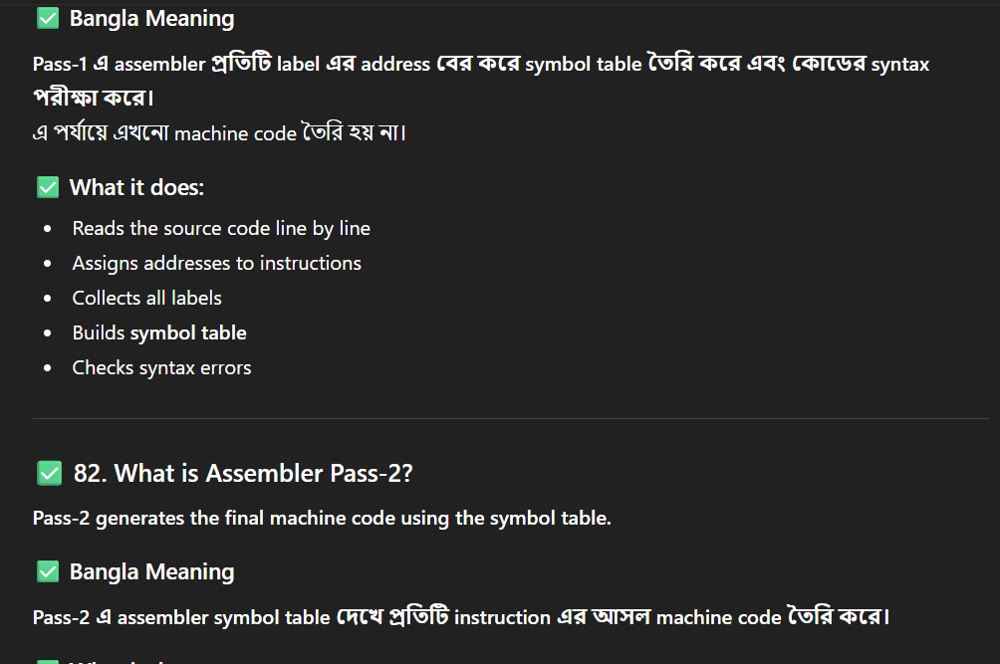 ✅ Bangla Meaning
Pass-1 এ assembler প্রতিটি label এর address বের করে symbol table তৈরি করে এবং কোডের syntax
পরীক্ষা করে।
এ পর্যায়ে এখনো machine code তৈরি হয় না।
✅ What it does:
• Reads the source code line by line
• Assigns addresses to instructions
• Collects all labels
• Builds symbol table
• Checks syntax errors
✅ 82. What is Assembler Pass-2?
Pass-2 generates the final machine code using the symbol table.
✅ Bangla Meaning
Pass-2 এ assembler symbol table দেখে প্রতিটি instruction এর আসল machine code তৈরি করে।